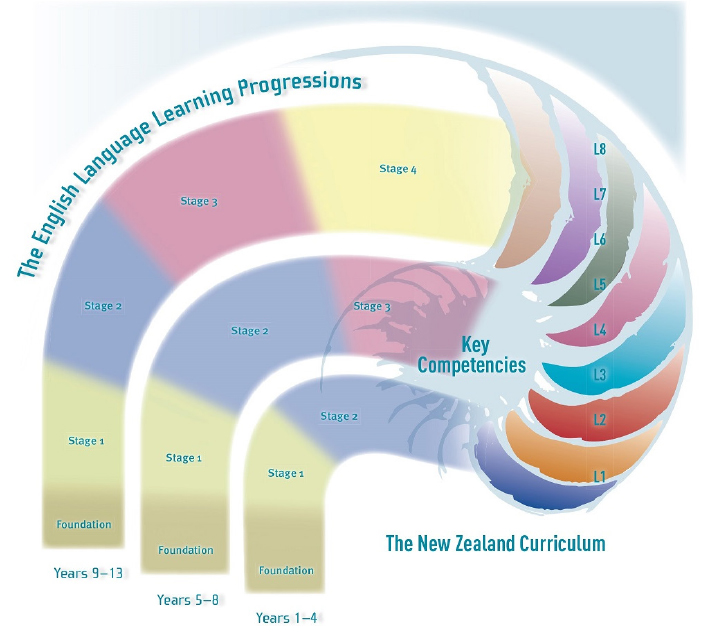 The English Language Learning Progressions
Stage 4
Stage 3
Stage 2
Stage 1
Foundation
Years 9–13
Stage 3
Stage 2
Stage 1
Foundation
Years 5–8
Stage 2
Stage 1
Foundation
Years 1–4
Key
Competencies
L8
L7
L6
L5
L4
L3
L2
L1
The New Zealand Curriculum